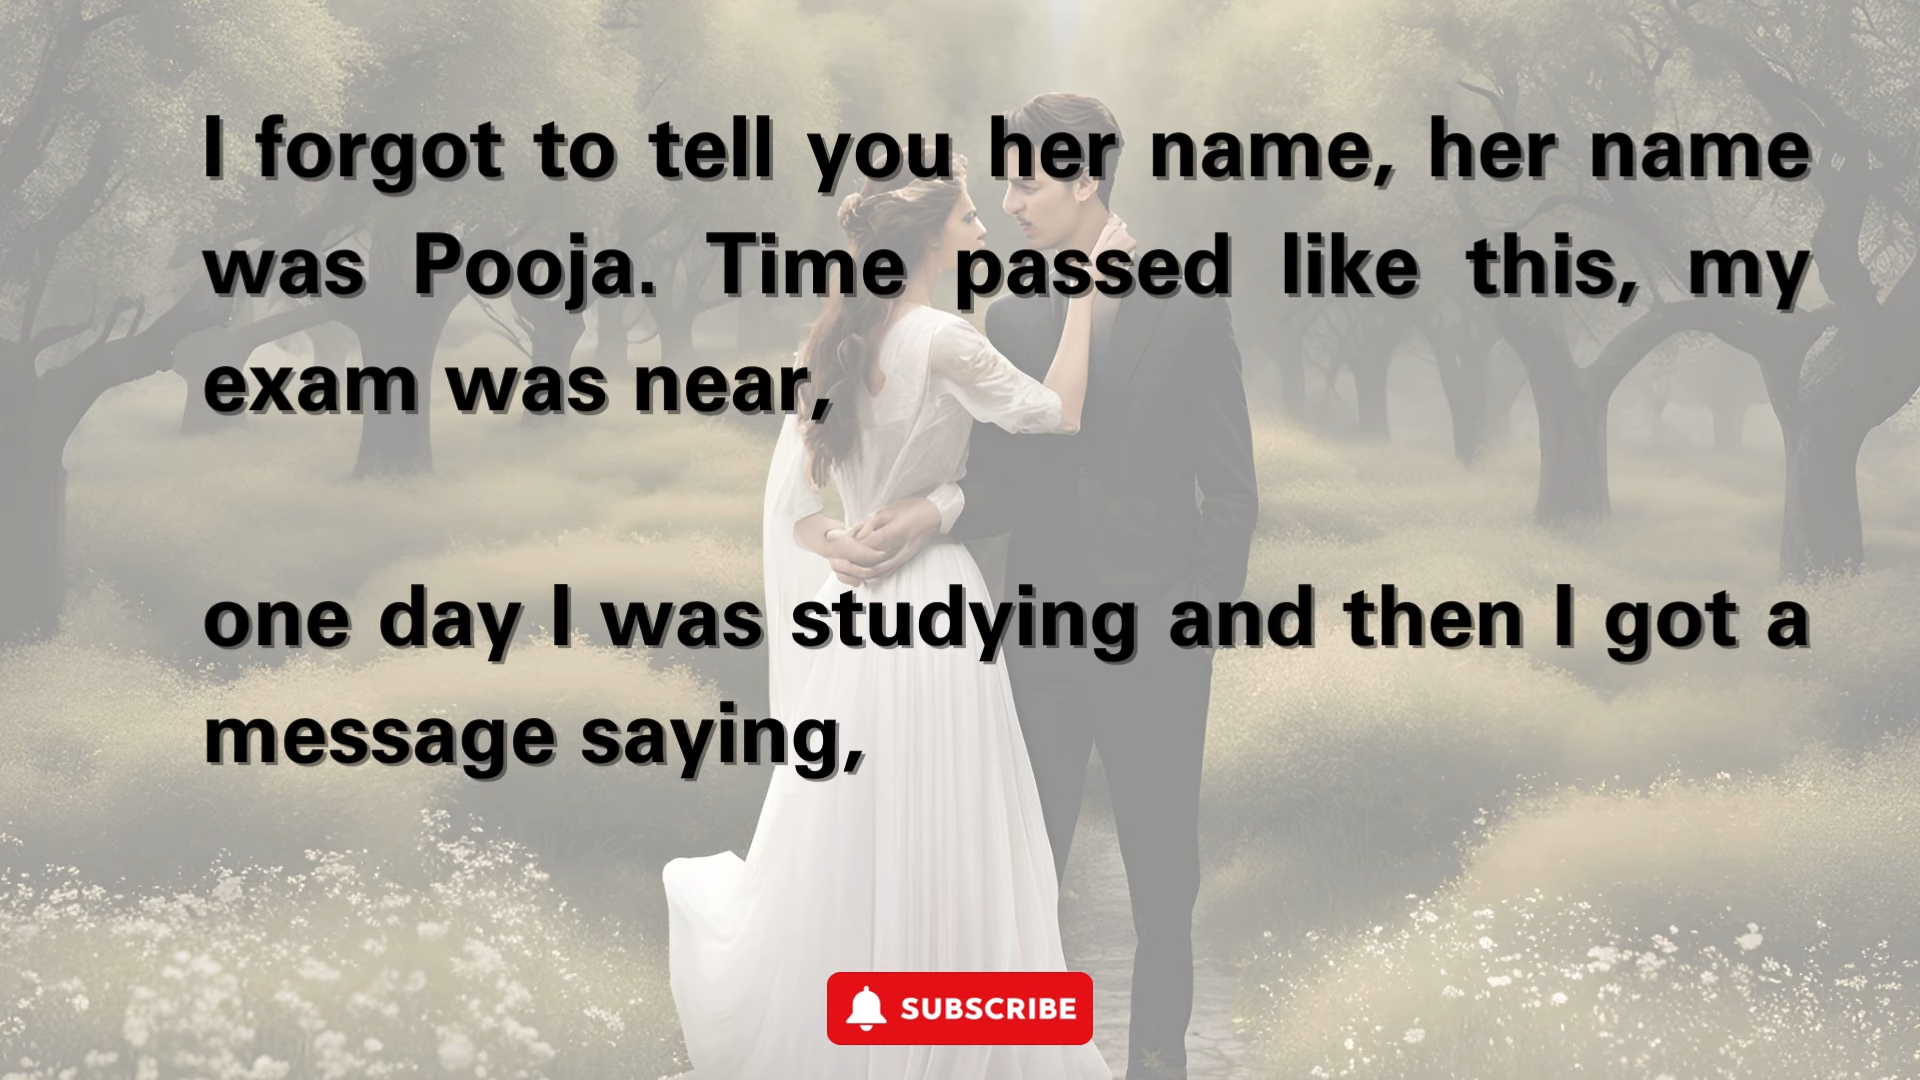 I forgot to tell you her name, her name
was Pooja. Time passed like this, my
exam was near,
one day I was studying and then I got a
message saying,
SUBSCRIBE